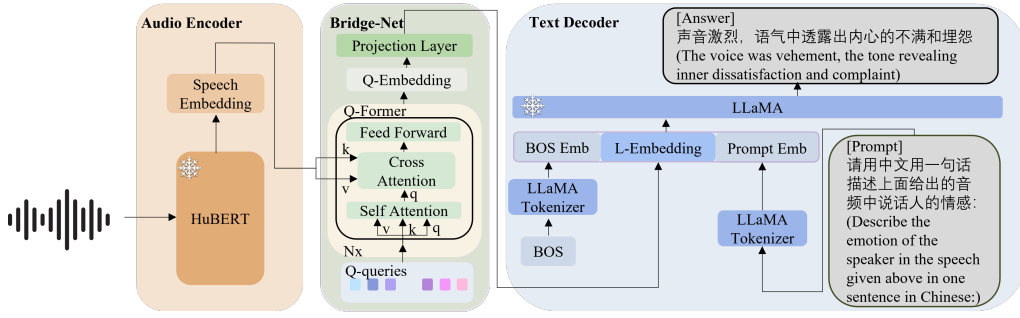 Audio Encoder
Speech
Embedding
HuBERT
Bridge-Net
Projection Layer
Q-Embedding
Q-Former
Feed Forward
k
Cross
Attention
v
q
Self Attention
v
k
q
Nx
Q-queries
Text Decoder
[Answer]
声音激烈，语气中透露出内心的不满和埋怨
(The voice was vehement, the tone revealing
inner dissatisfaction and complaint)
LLaMA
BOS Emb
L-Embedding
Prompt Emb
LLaMA
Tokenizer
BOS
LLaMA
Tokenizer
[Prompt]
请用中文用一句话
描述上面给出的音
频中说话人的情感:
(Describe the
emotion of the
speaker in the speech
given above in one
sentence in Chinese:)